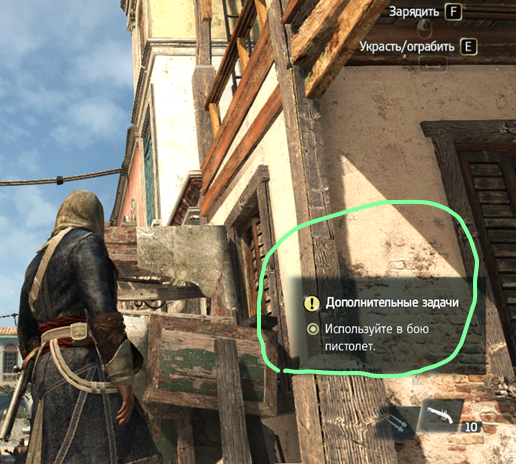 Зарядить F
Украсть/ограбить E
Дополнительные задачи
Используйте в бою
пистолет.
10